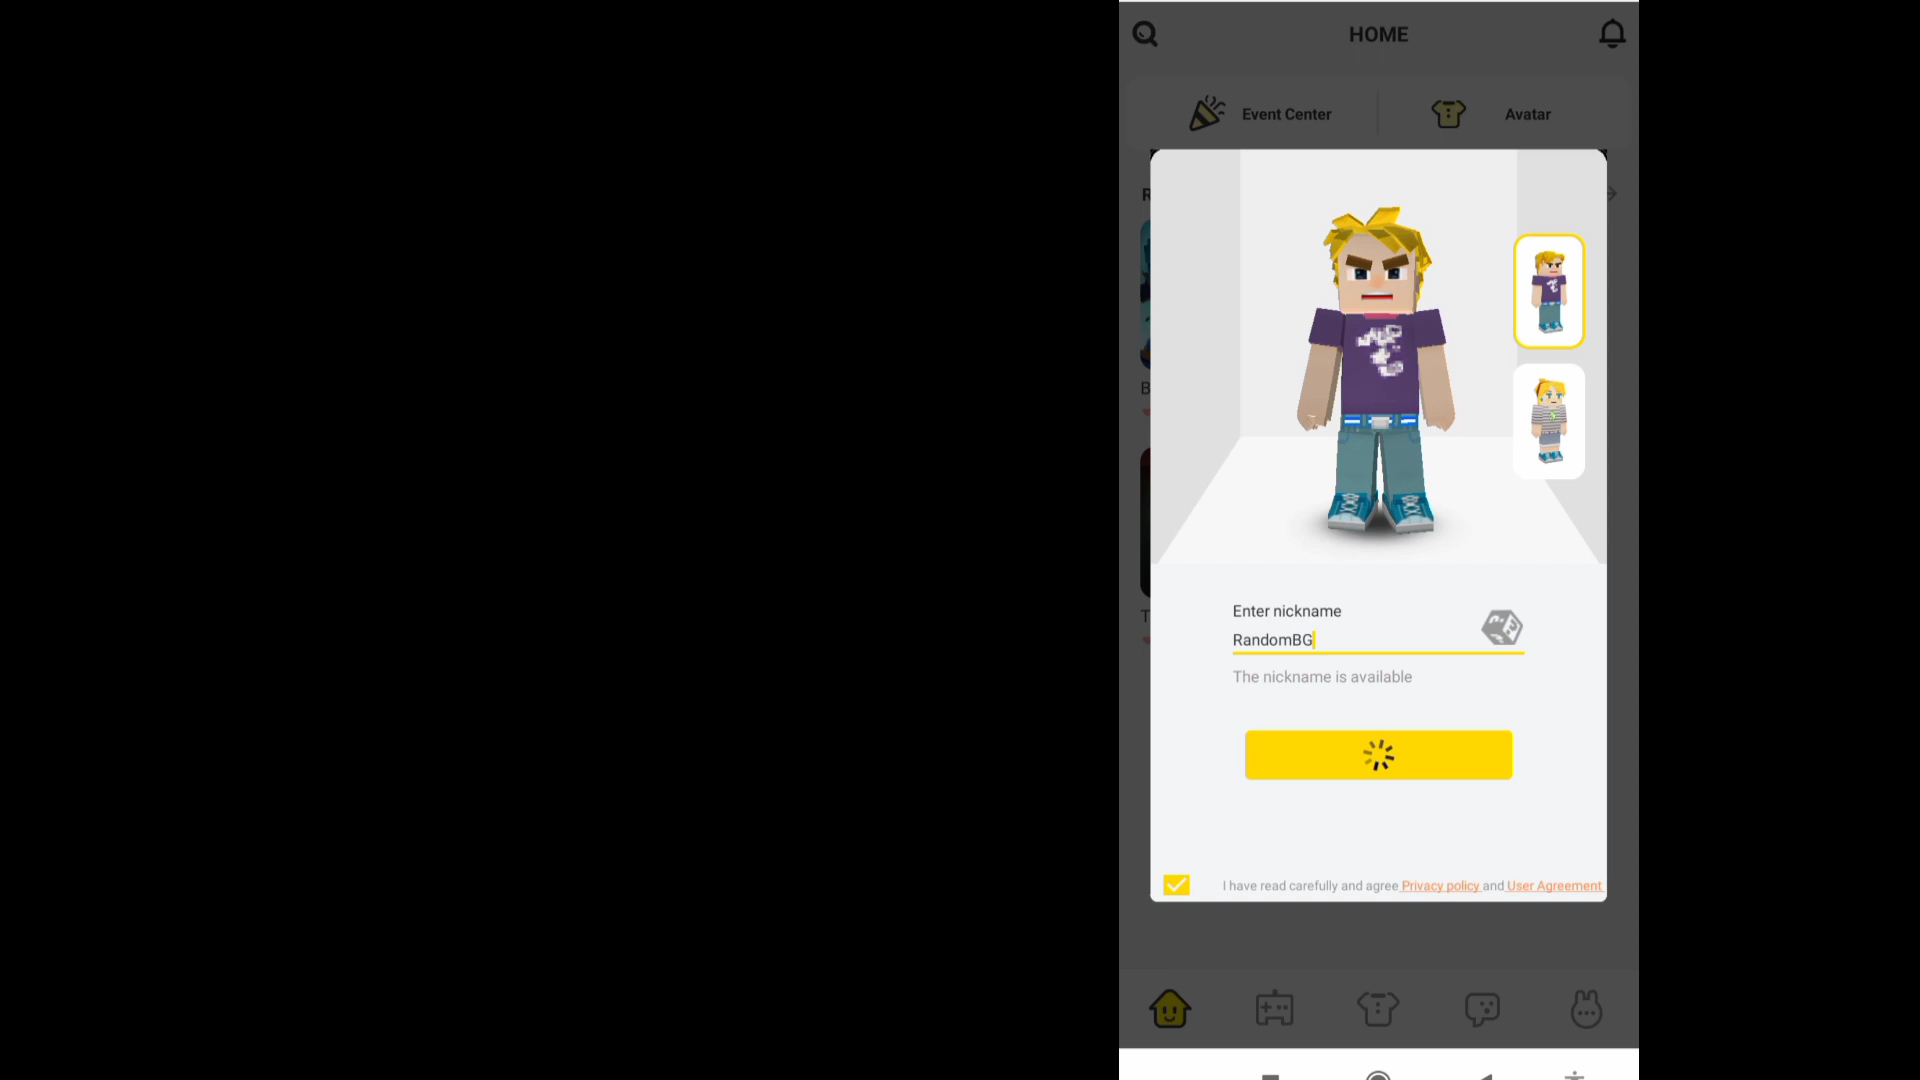 HOME
Event Center
Avatar
R
B
T
Enter nickname
RandomBG
The nickname is available
I have read carefully and agree Privacy policy and User Agreement